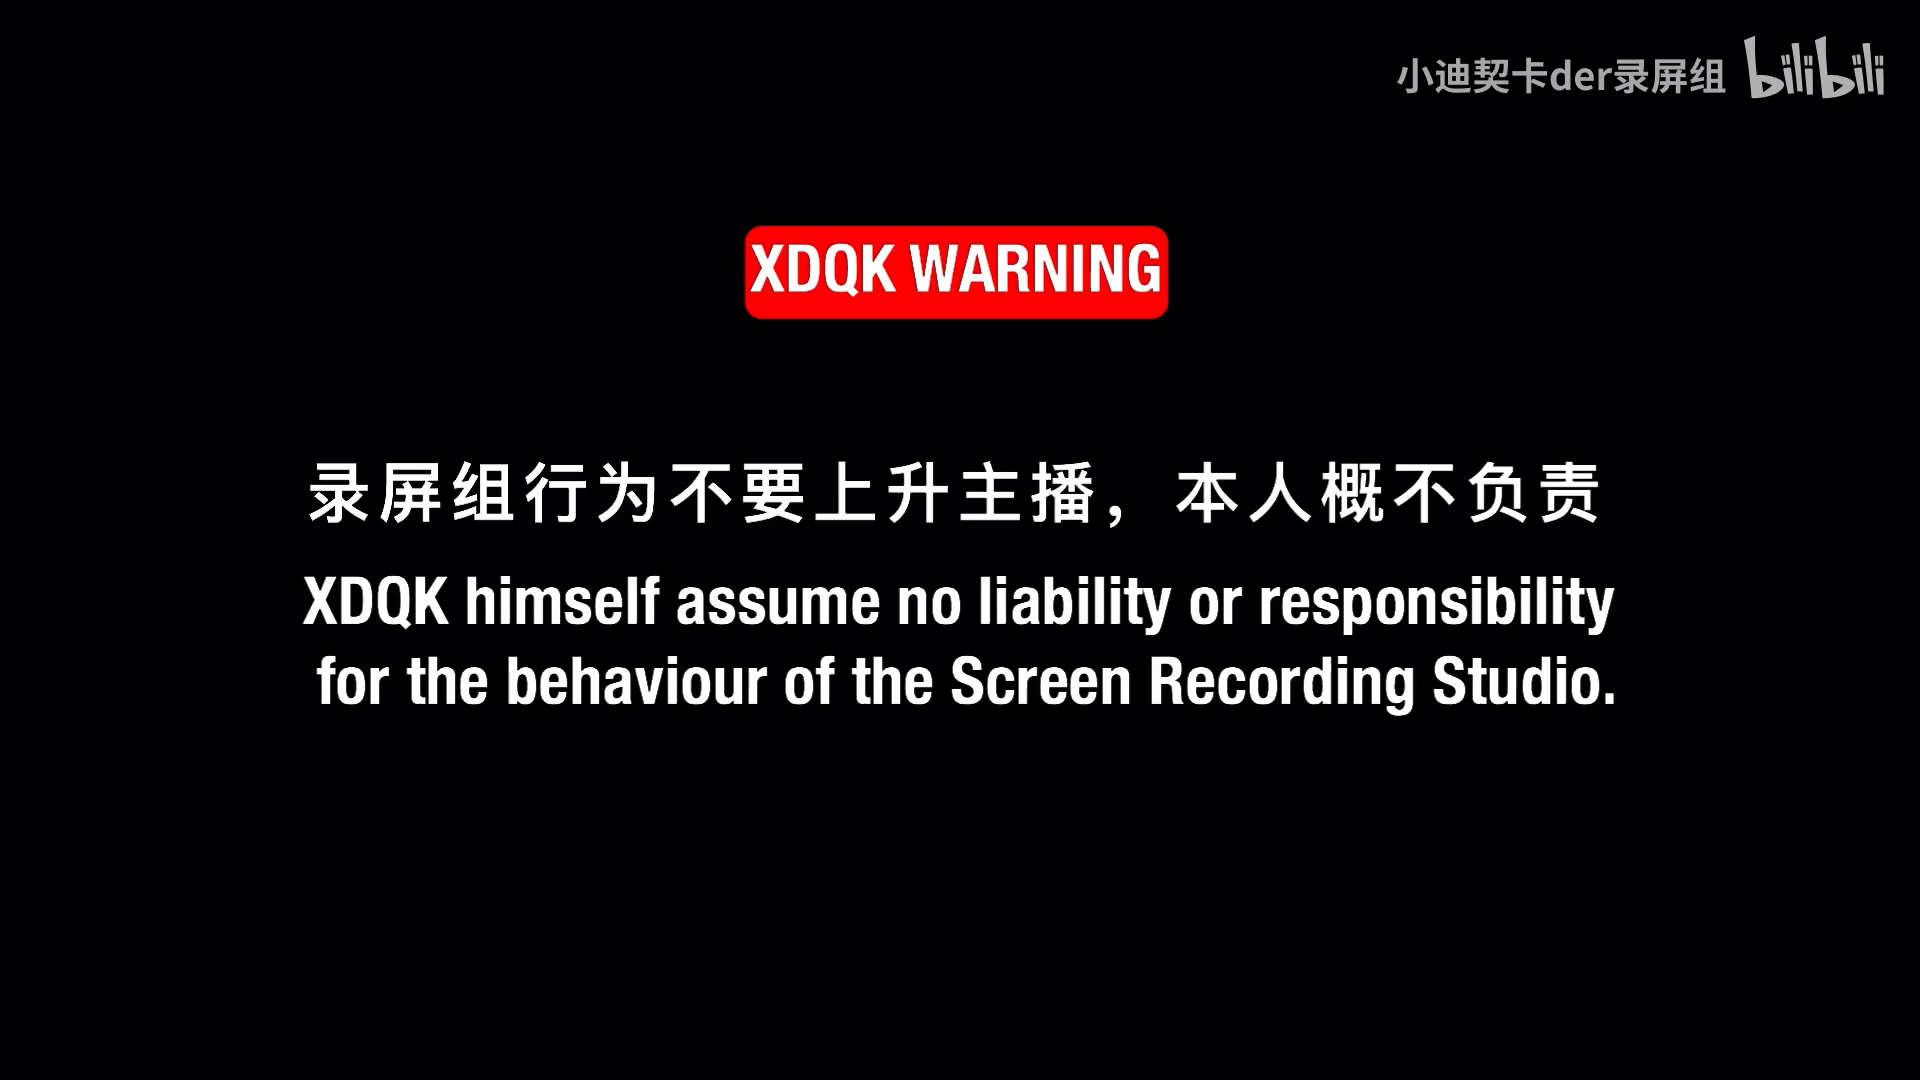 小迪契卡der录屏组 bilibili
XDQK WARNING
录屏组行为不要上升主播，本人概不负责
XDQK himself assume no liability or responsibility
for the behaviour of the Screen Recording Studio.